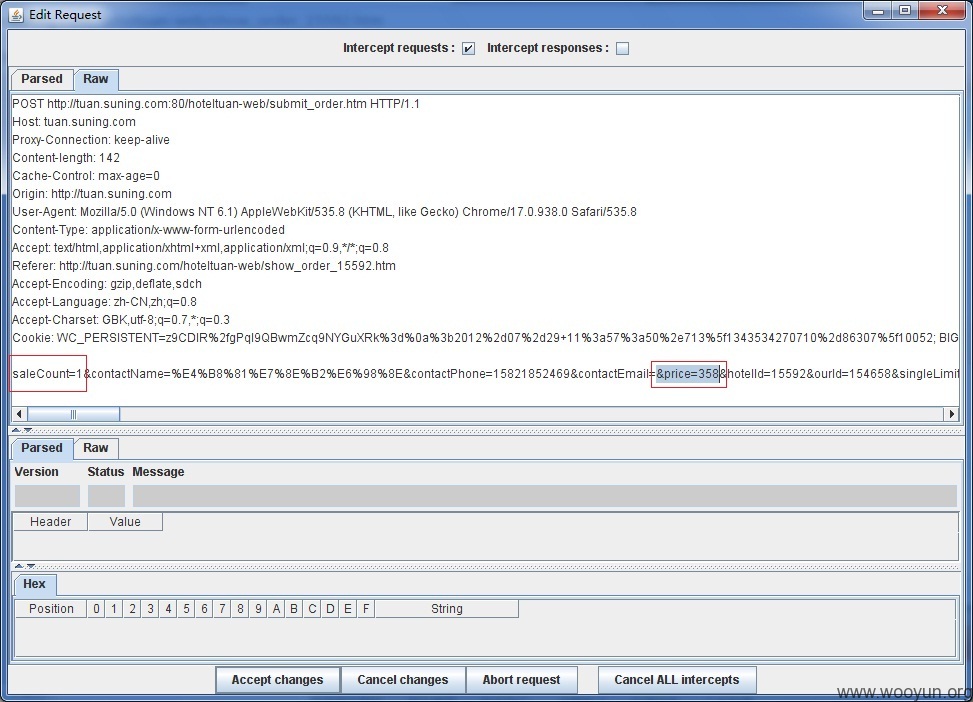 Edit Request
Intercept requests : Intercept responses :
Parsed Raw
POST http://tuan.suning.com:80/hoteltuan-web/submit_order.htm HTTP/1.1
Host: tuan.suning.com
Proxy-Connection: keep-alive
Content-length: 142
Cache-Control: max-age=0
Origin: http://tuan.suning.com
User-Agent: Mozilla/5.0 (Windows NT 6.1) AppleWebKit/535.8 (KHTML, like Gecko) Chrome/17.0.938.0 Safari/535.8
Content-Type: application/x-www-form-urlencoded
Accept: text/html,application/xhtml+xml,application/xml;q=0.9,*/*;q=0.8
Referer: http://tuan.suning.com/hoteltuan-web/show_order_15592.htm
Accept-Encoding: gzip,deflate,sdch
Accept-Language: zh-CN,zh;q=0.8
Accept-Charset: GBK,utf-8;q=0.7,*;q=0.3
Cookie: WC_PERSISTENT=z9CDIR%2fgPqI9QBwmZcq9NYGuXRk%3d%0a%3b2012%2d07%2d29+11%3a57%3a50%2e713%5f1343534270710%2d86307%5f10052; BIG
saleCount=1&contactName=%E4%B8%81%E7%8E%B2%E6%98%8E&contactPhone=15821852469&contactEmail=&price=358&hotelId=15592&ourId=154658&singleLimit
Parsed Raw
Version Status Message
Header Value
Hex
Position 0 1 2 3 4 5 6 7 8 9 A B C D E F String
Accept changes Cancel changes Abort request Cancel ALL intercepts
www.wooyun.org